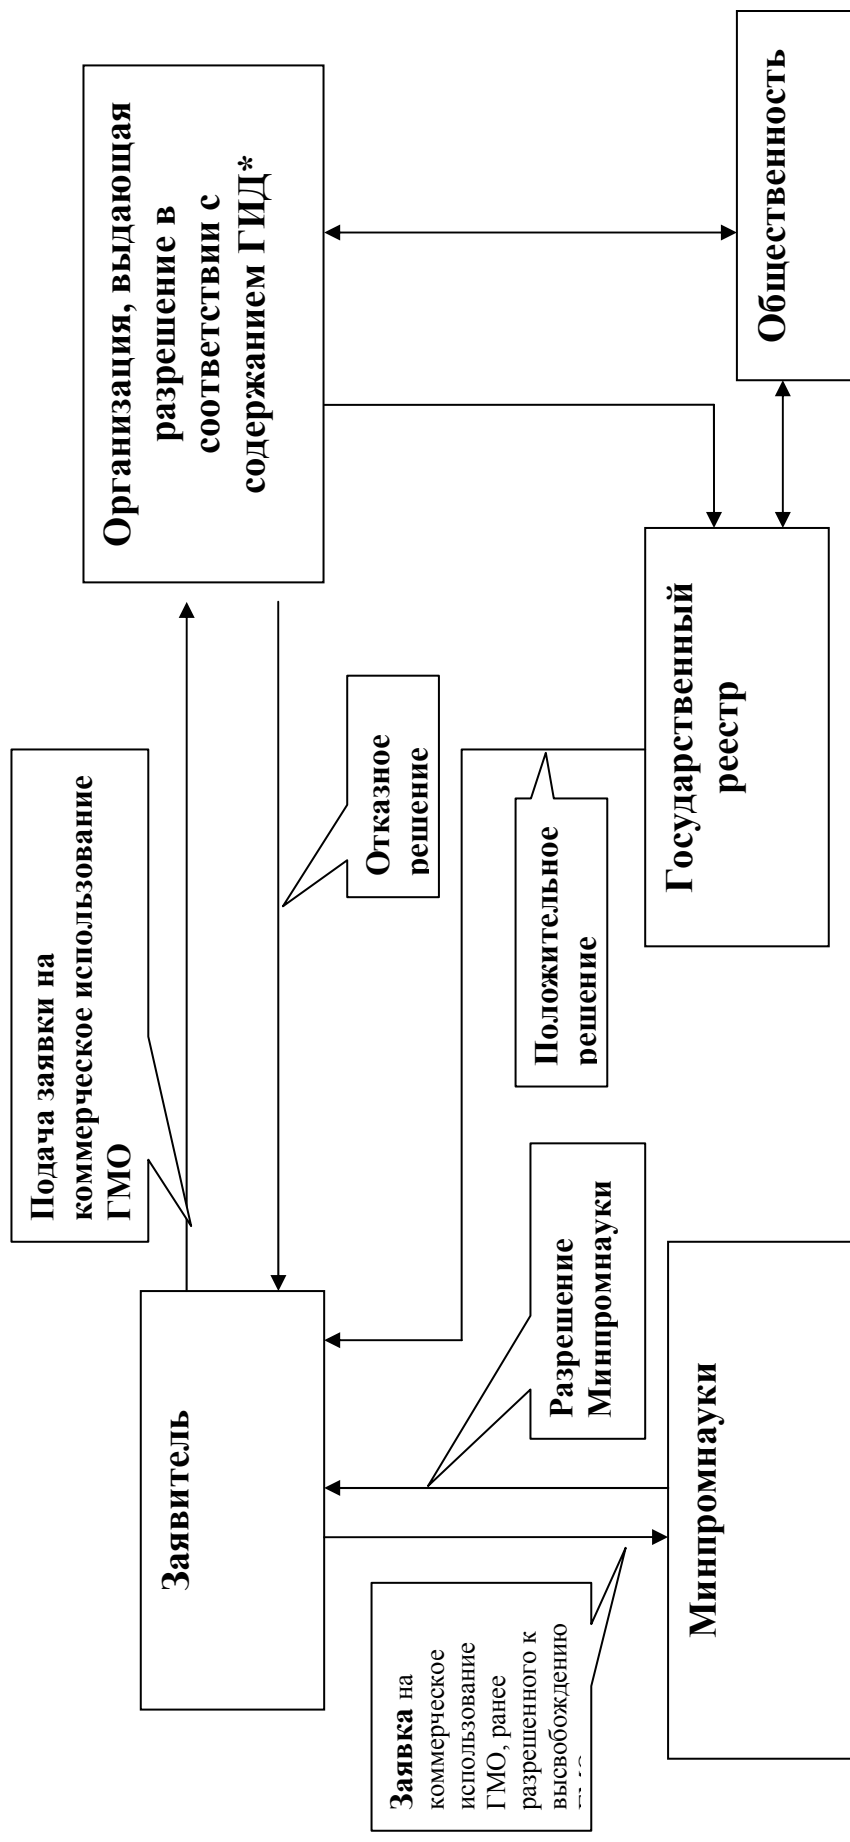 Подача заявки на
коммерческое использование
ГМО
Заявитель
Организация, выдающая
разрешение в
соответствии с
содержанием ГИД*
Отказное
решение
Заявка на
коммерческое
использование
ГМО, ранее
разрешенного к
высвобождению
Разрешение
Минпромнауки
Положительное
решение
Минпромнауки
Государственный
реестр
Общественность